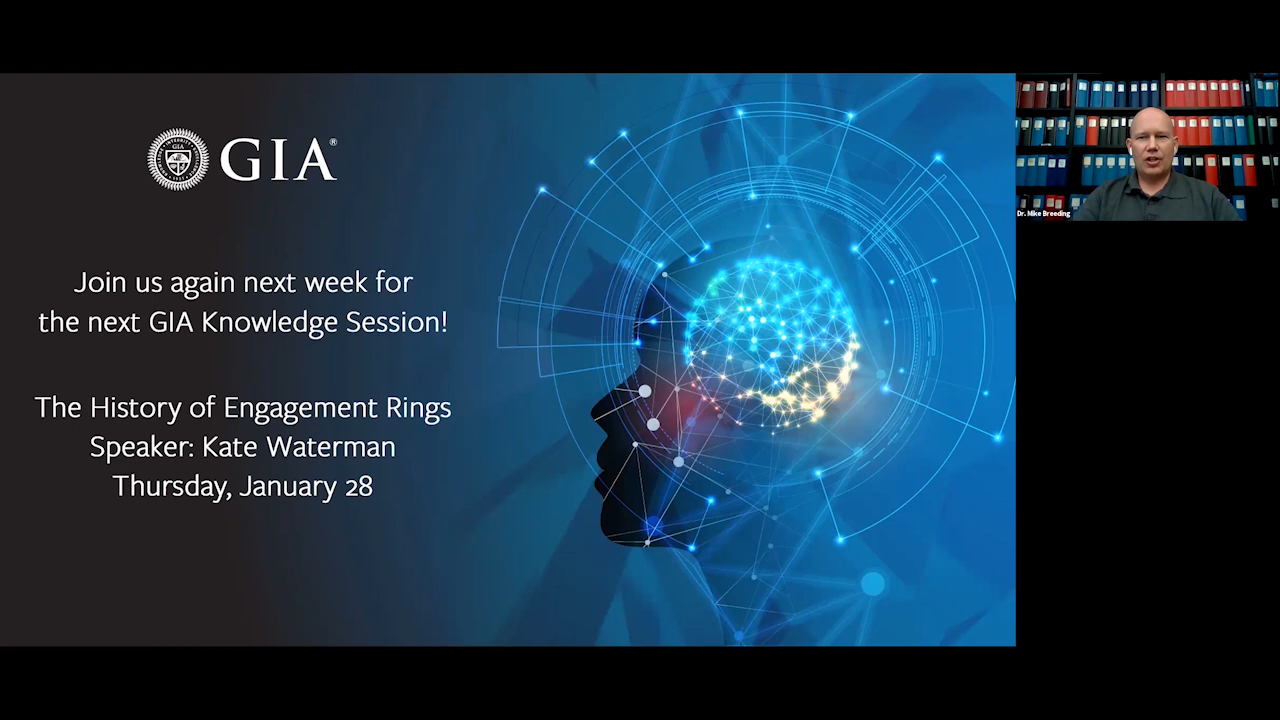 GIA®
Join us again next week for
the next GIA Knowledge Session!
The History of Engagement Rings
Speaker: Kate Waterman
Thursday, January 28
Dr. Mike Breeding